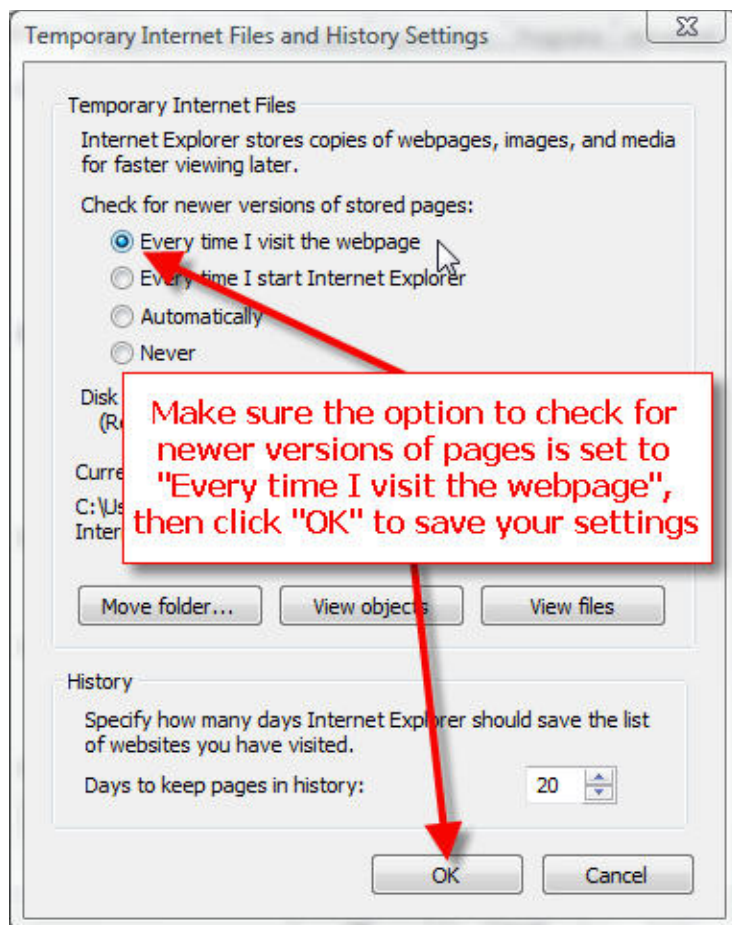 Temporary Internet Files and History Settings
Temporary Internet Files
Internet Explorer stores copies of webpages, images, and media
for faster viewing later.
Check for newer versions of stored pages:
Every time I visit the webpage
Every time I start Internet Explorer
Automatically
Never
Disk
Make sure the option to check for
newer versions of pages is set to
"Every time I visit the webpage",
then click "OK" to save your settings
Move folder... View objects View files
History
Specify how many days Internet Explorer should save the list
of websites you have visited.
Days to keep pages in history: 20
OK Cancel